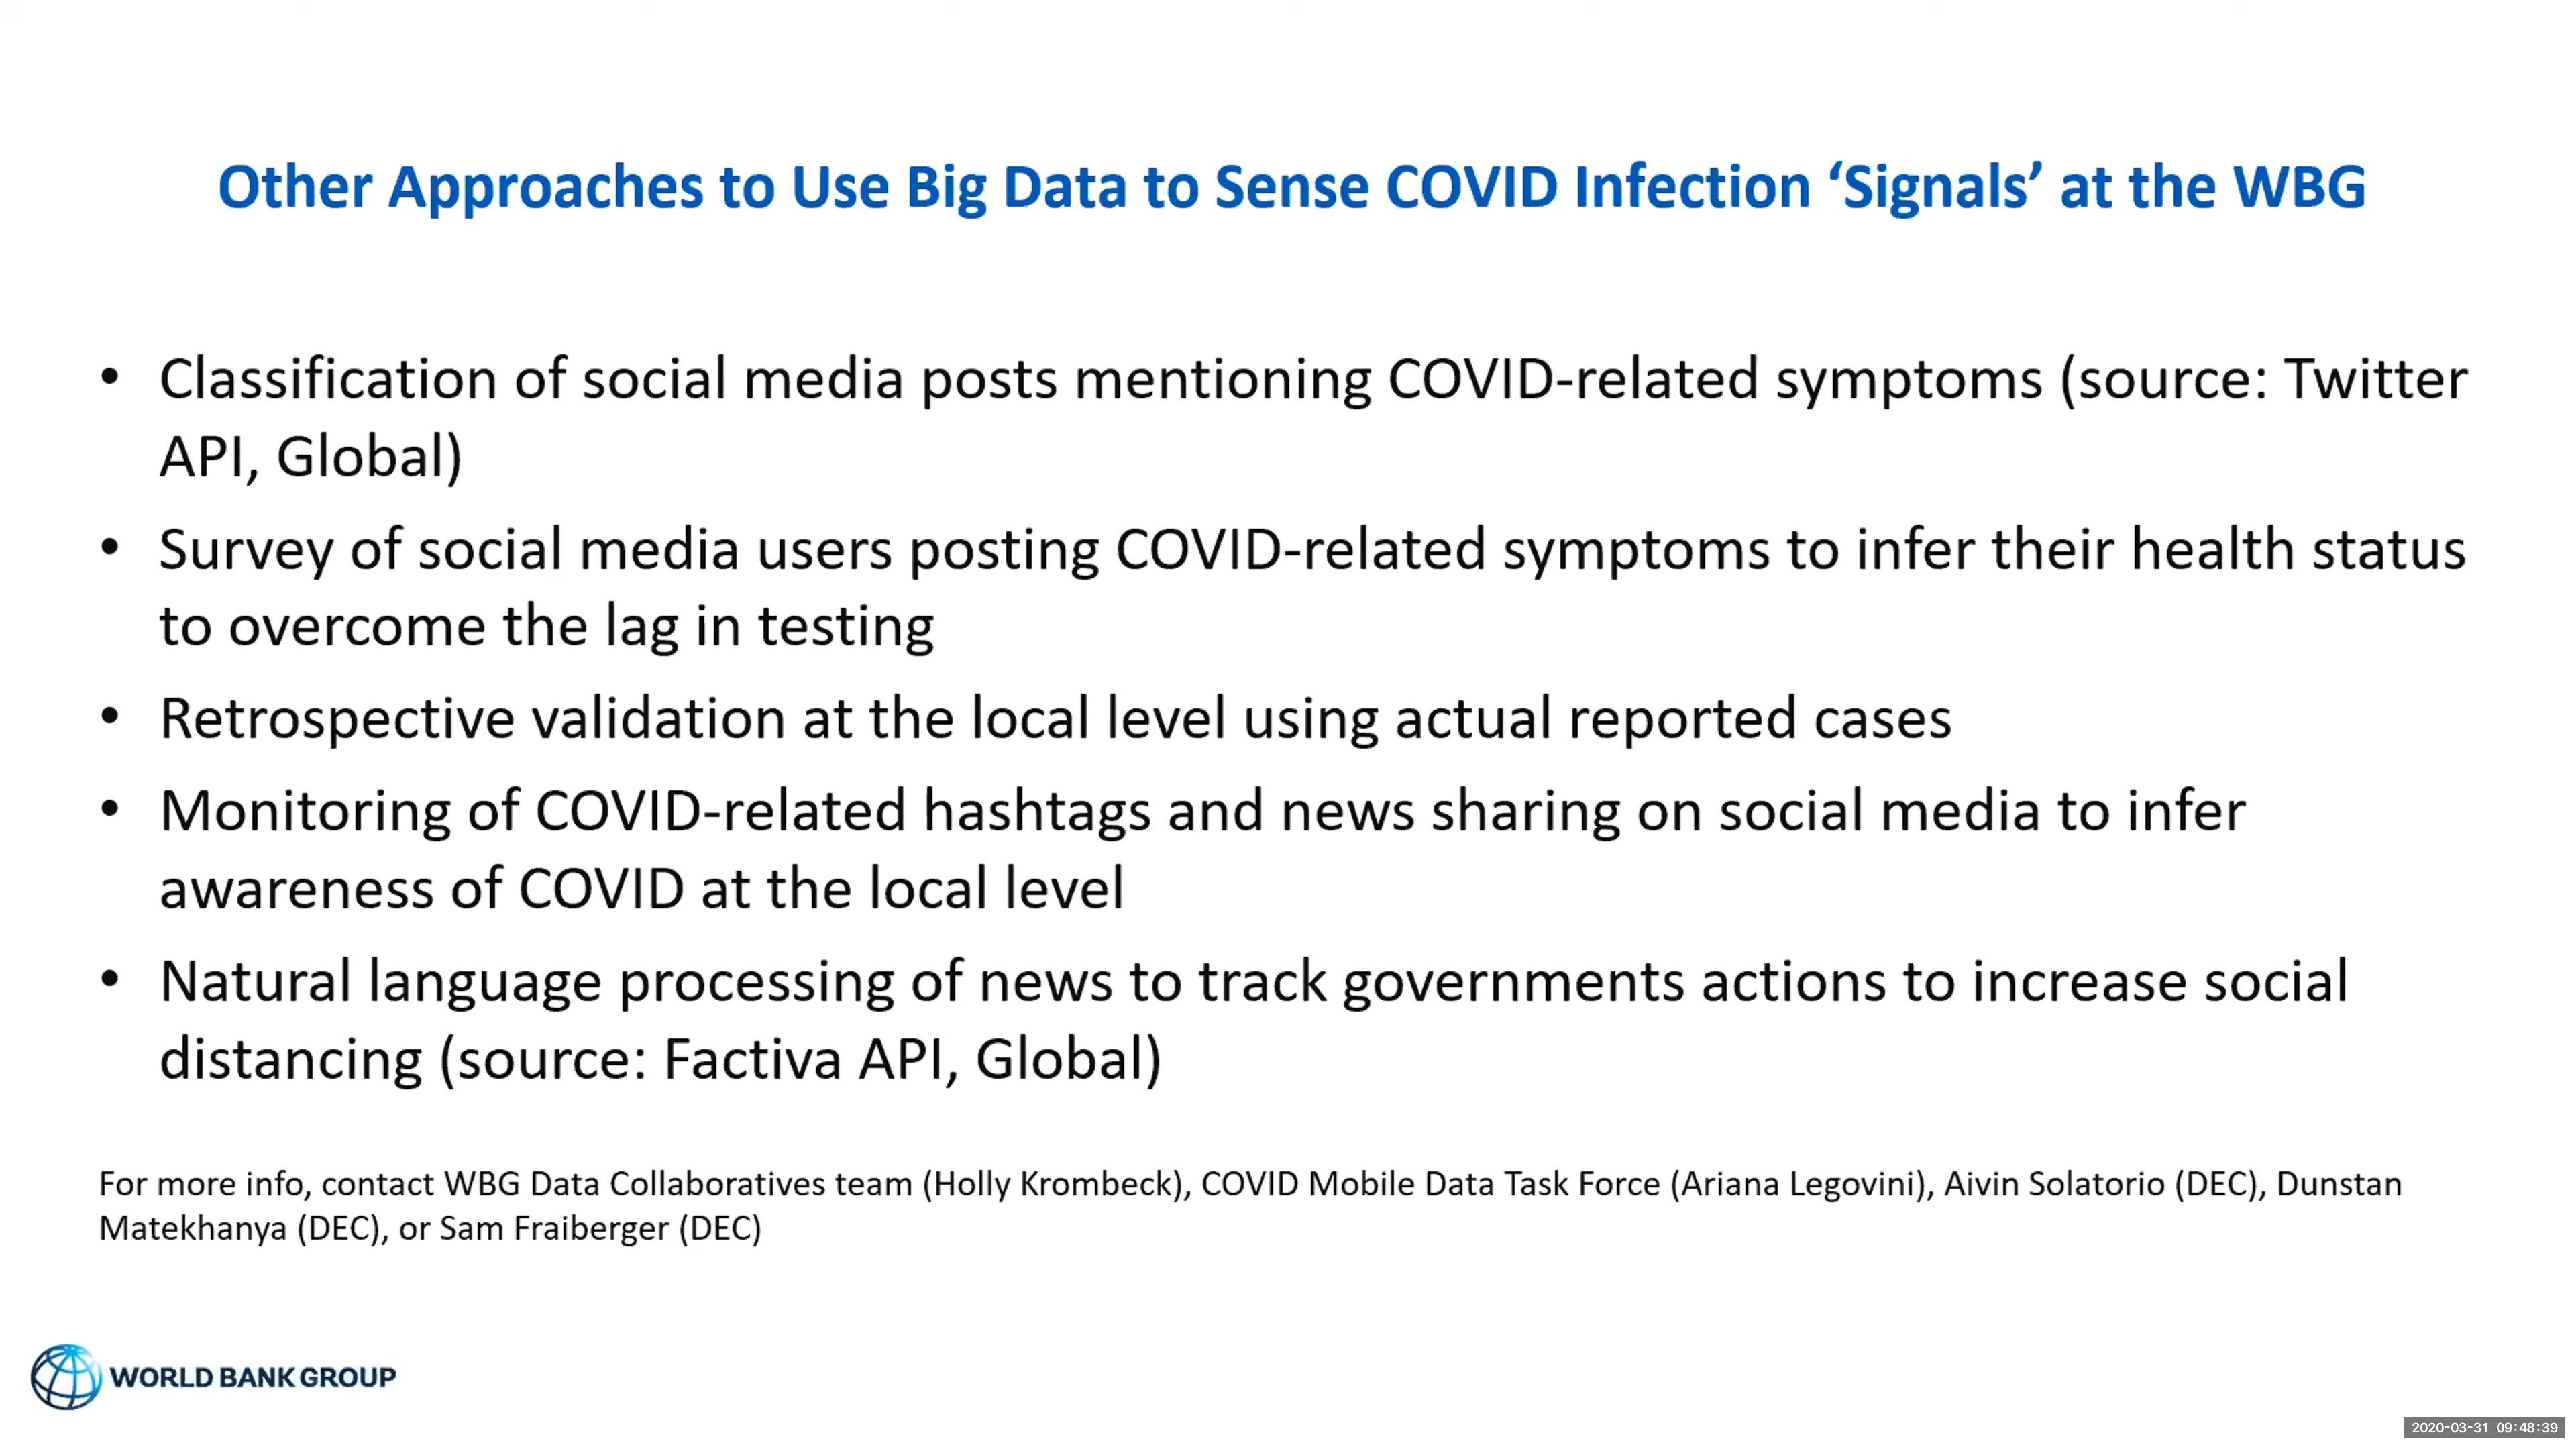 Other Approaches to Use Big Data to Sense COVID Infection ‘Signals’ at the WBG
• Classification of social media posts mentioning COVID-related symptoms (source: Twitter
API, Global)
• Survey of social media users posting COVID-related symptoms to infer their health status
to overcome the lag in testing
• Retrospective validation at the local level using actual reported cases
• Monitoring of COVID-related hashtags and news sharing on social media to infer
awareness of COVID at the local level
• Natural language processing of news to track governments actions to increase social
distancing (source: Factiva API, Global)
For more info, contact WBG Data Collaboratives team (Holly Krombeck), COVID Mobile Data Task Force (Ariana Legovini), Aivin Solatorio (DEC), Dunstan
Matekhanya (DEC), or Sam Fraiberger (DEC)
WORLD BANK GROUP
2020-03-31 09:48:39